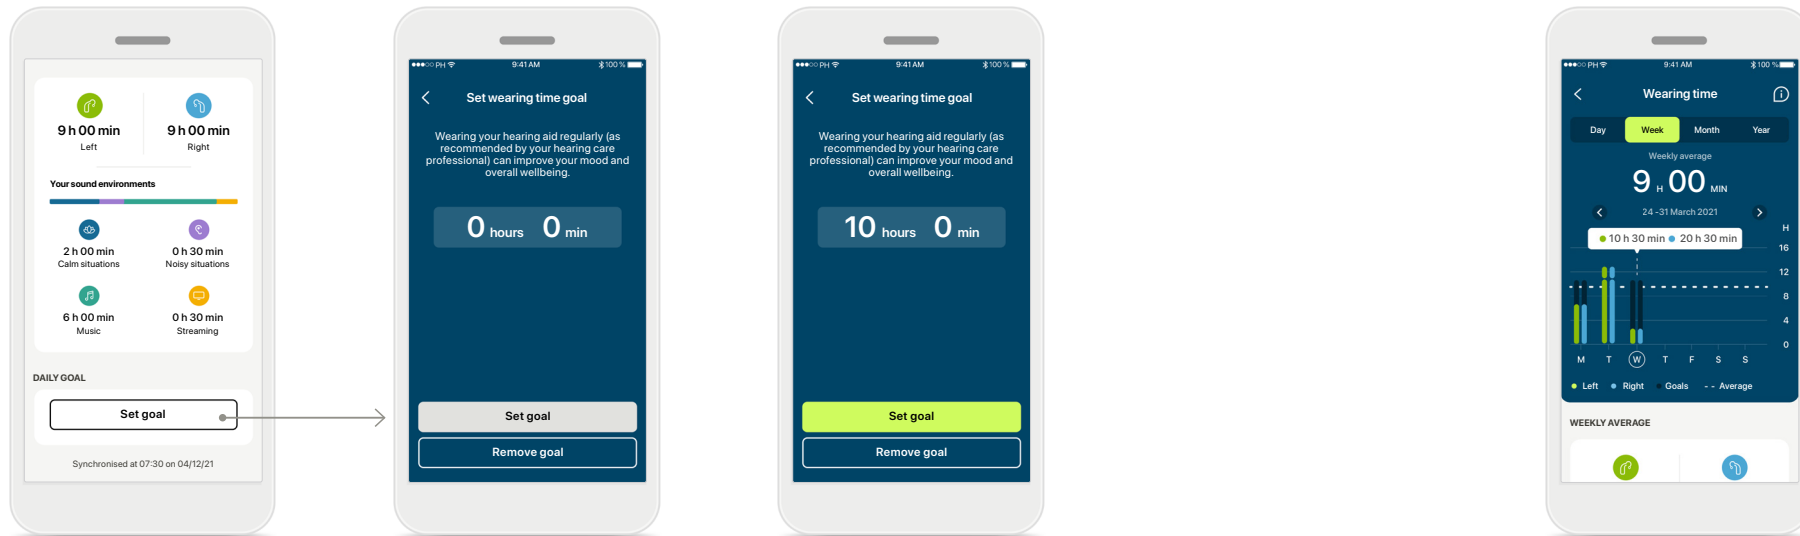 9 h 00 min 9 h 00 min
Left Right
Your sound environments
2 h 00 min 0 h 30 min
Calm situations Noisy situations
6 h 00 min 0 h 30 min
Music Streaming
DAILY GOAL
Set goal
Synchronised at 07:30 on 04/12/21
PH 9:41 AM 100 %
Set wearing time goal
Wearing your hearing aid regularly (as
recommended by your hearing care
professional) can improve your mood and
overall wellbeing.
0 hours 0 min
Set goal
Remove goal
PH 9:41 AM 100 %
Set wearing time goal
Wearing your hearing aid regularly (as
recommended by your hearing care
professional) can improve your mood and
overall wellbeing.
10 hours 0 min
Set goal
Remove goal
PH 9:41 AM 100 %
Wearing time
Day Week Month Year
Weekly average
9 H 00 MIN
24 -31 March 2021
H
10 h 30 min 20 h 30 min
16
12
8
4
0
M T W T F S S
Left Right Goals - - Average
WEEKLY AVERAGE